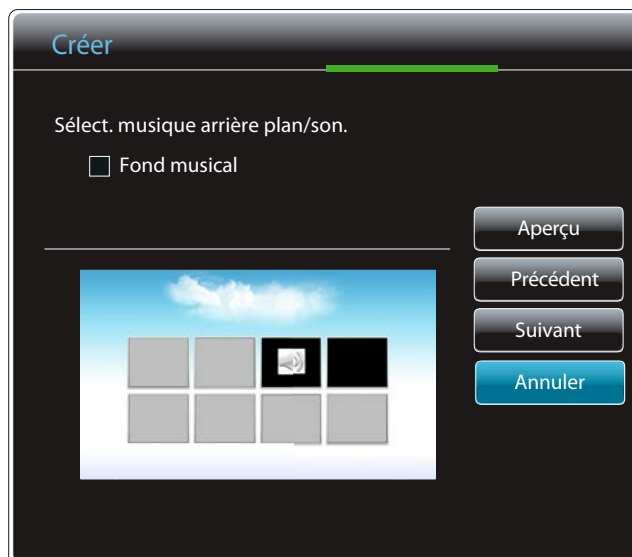 Créer
Sélect. musique arrière plan/son.
Fond musical
Aperçu
Précédent
Suivant
Annuler